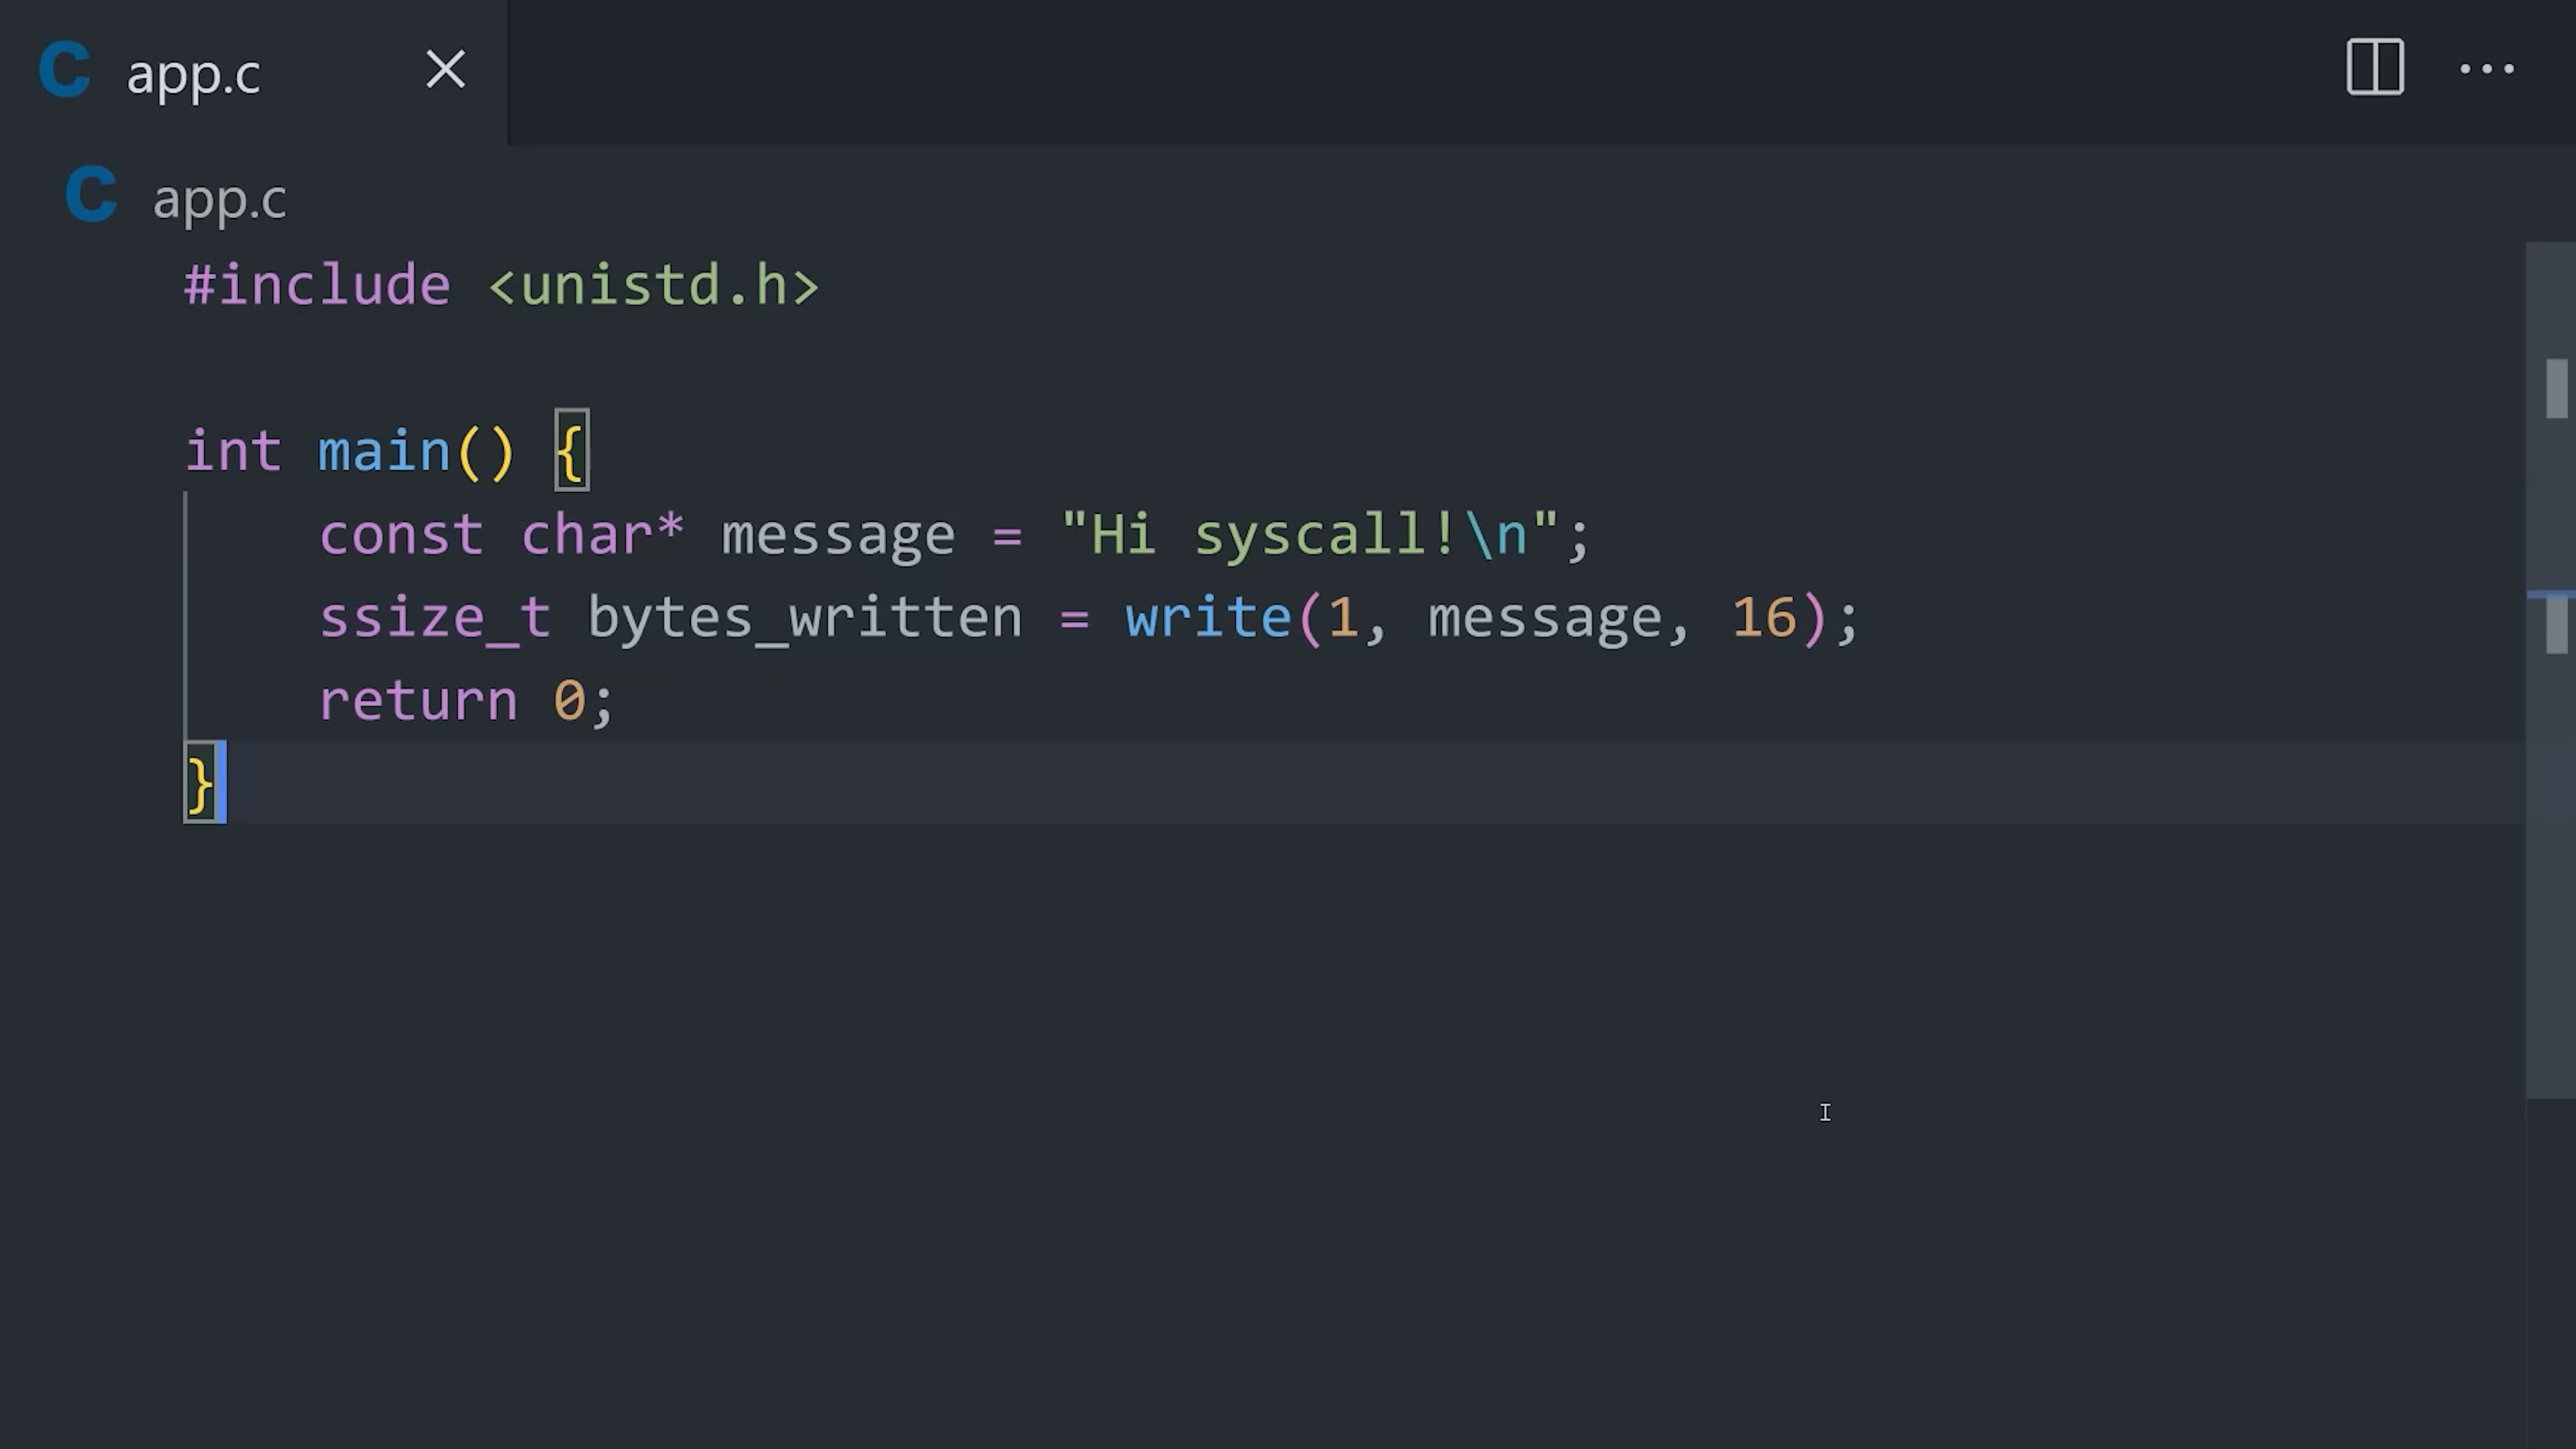 C app.c
C app.c
#include <unistd.h>
int main() {
    const char* message = "Hi syscall!\n";
    ssize_t bytes_written = write(1, message, 16);
    return 0;
}